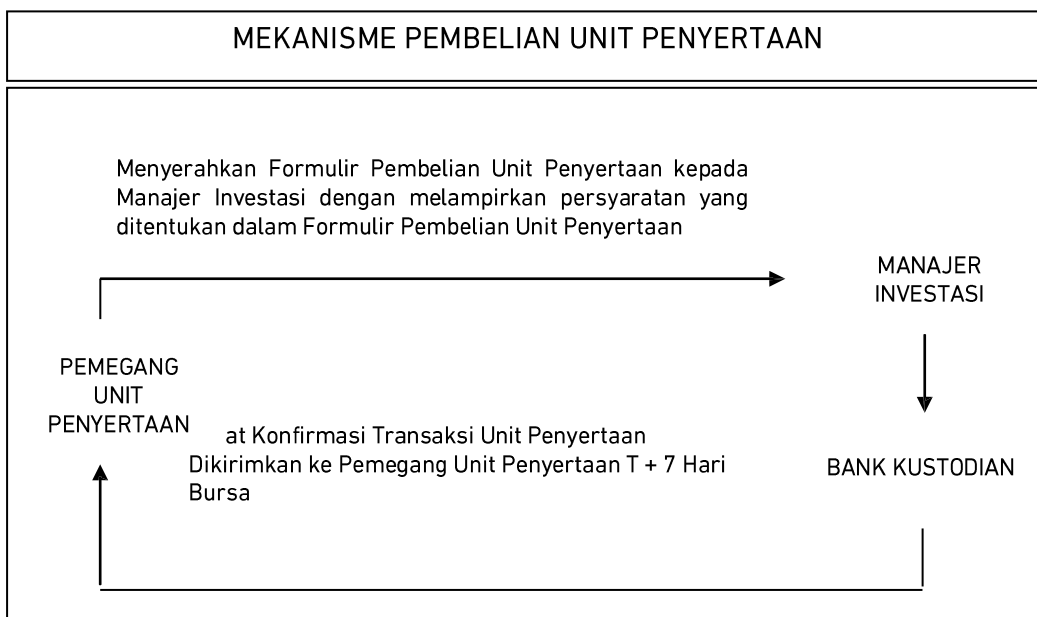 MEKANISME PEMBELIAN UNIT PENYERTAAN
Menyerahkan Formulir Pembelian Unit Penyertaan kepada
Manajer Investasi dengan melampirkan persyaratan yang
ditentukan dalam Formulir Pembelian Unit Penyertaan
MANAJER
INVESTASI
PEMEGANG
UNIT
PENYERTAAN
at Konfirmasi Transaksi Unit Penyertaan
Dikirimkan ke Pemegang Unit Penyertaan T + 7 Hari
Bursa
BANK KUSTODIAN